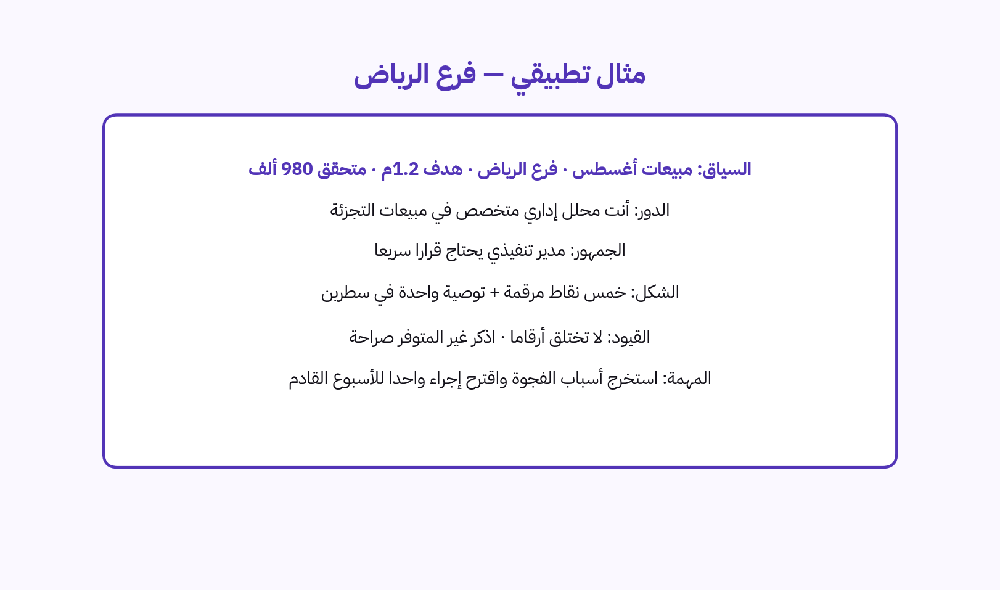 مثال تطبيقي — فرع الرياض
السياق: مبيعات أغسطس · فرع الرياض · هدف 1.2م · متحقق 980 ألف
الدور: أنت محلل إداري متخصص في مبيعات التجزئة
الجمهور: مدير تنفيذي يحتاج قرارا سريعا
الشكل: خمس نقاط مرقمة + توصية واحدة في سطرين
القيود: لا تختلق أرقاما · اذكر غير المتوفر صراحة
المهمة: استخرج أسباب الفجوة واقترح إجراء واحدا للأسبوع القادم